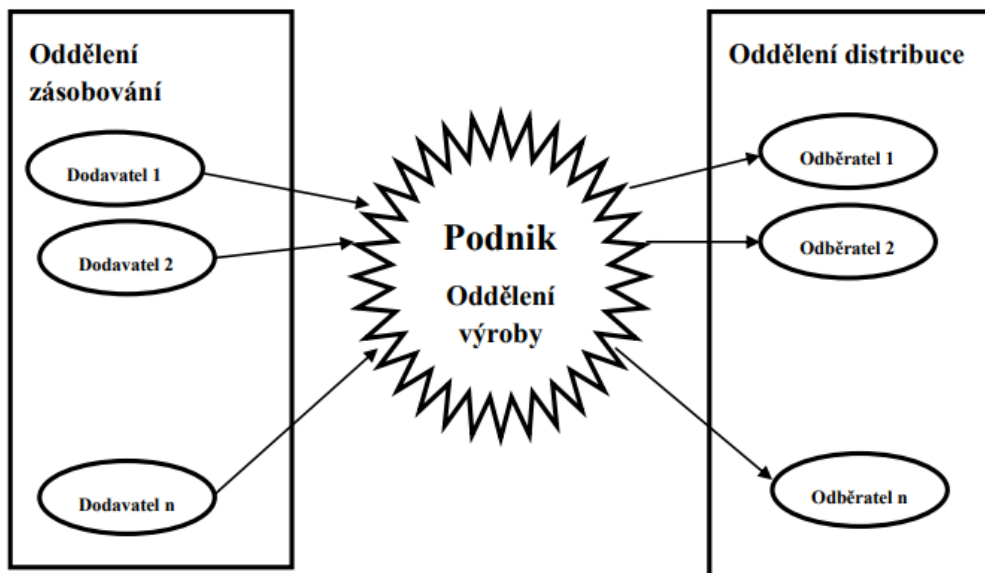 Oddělení
zásobování
Dodavatel 1
Dodavatel 2
Dodavatel n
Podnik
Oddělení
výroby
Oddělení distribuce
Odběratel 1
Odběratel 2
Odběratel n